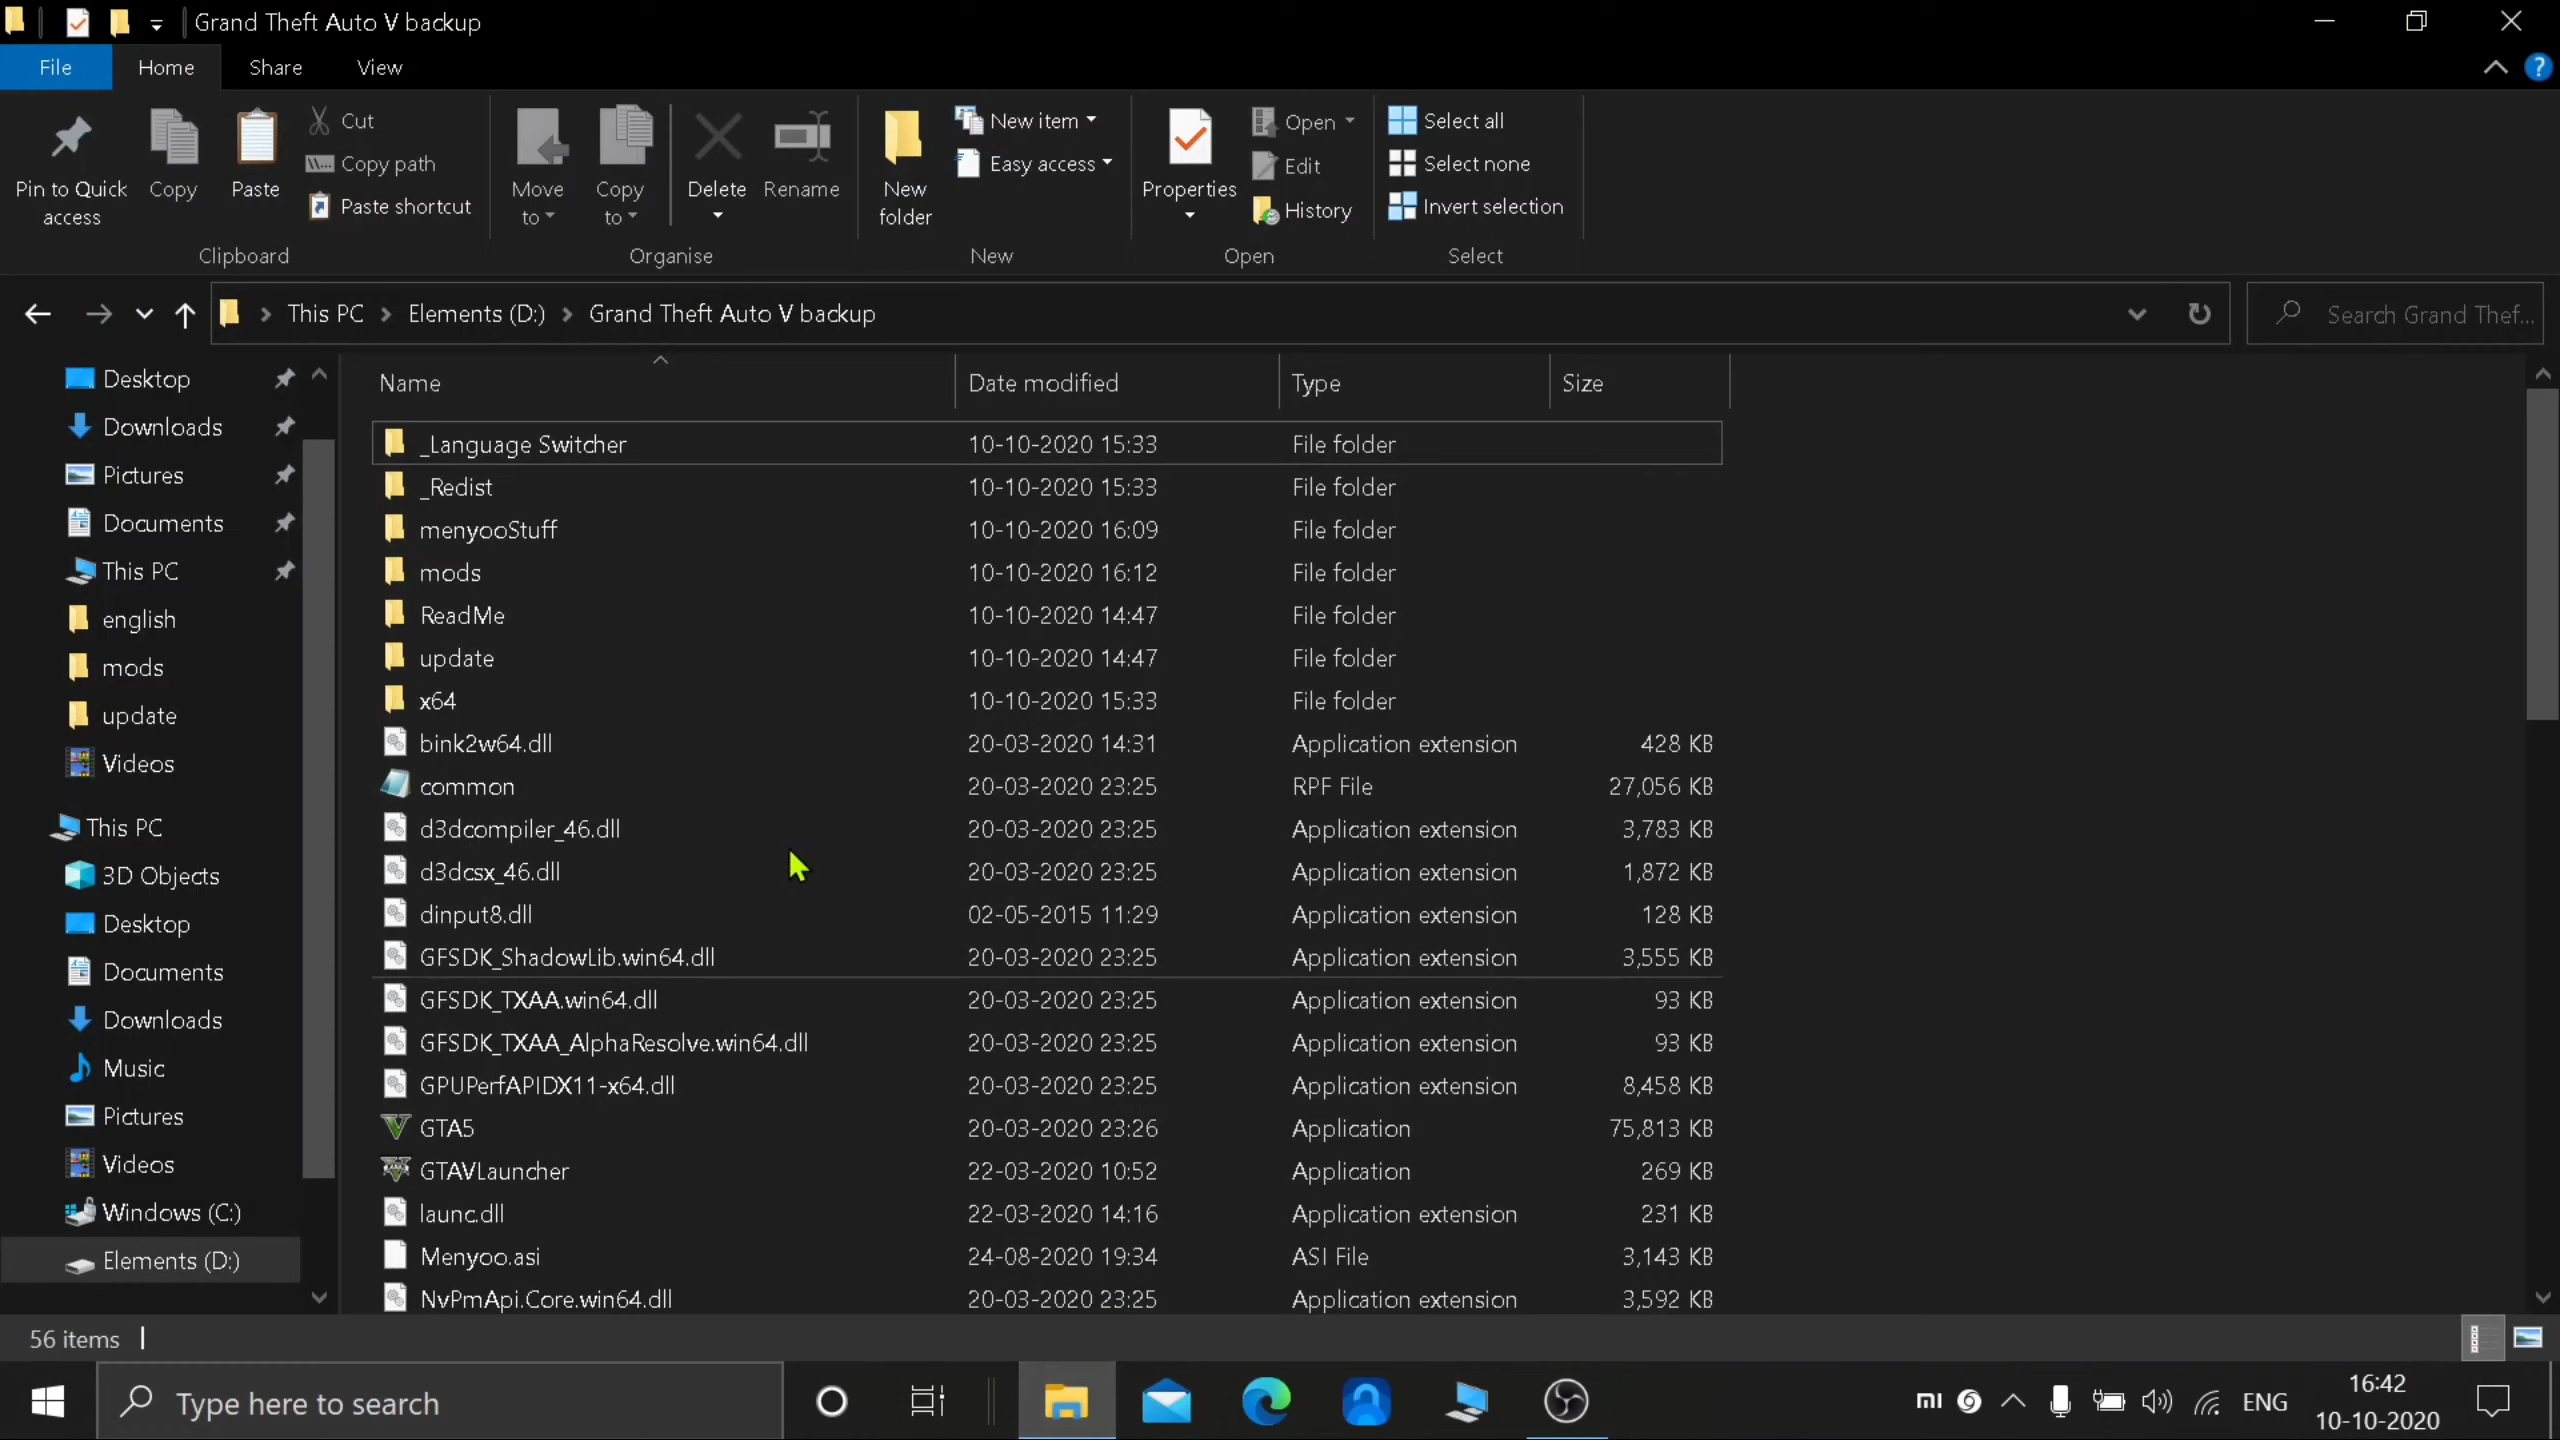 Grand Theft Auto V backup
File Home Share View
Pin to Quick access
Copy
Paste
Cut
Copy path
Paste shortcut
Clipboard
Move to
Copy to
Delete
Rename
Organise
New folder
New item
Easy access
New
Properties
Open
Edit
History
Open
Select all
Select none
Invert selection
Select
This PC Elements (D:) Grand Theft Auto V backup
Search Grand Thef...
Desktop
Downloads
Pictures
Documents
This PC
english
mods
update
Videos
This PC
3D Objects
Desktop
Documents
Downloads
Music
Pictures
Videos
Windows (C:)
Elements (D:)
Name Date modified Type Size
_Language Switcher 10-10-2020 15:33 File folder
_Redist 10-10-2020 15:33 File folder
menyooStuff 10-10-2020 16:09 File folder
mods 10-10-2020 16:12 File folder
ReadMe 10-10-2020 14:47 File folder
update 10-10-2020 14:47 File folder
x64 10-10-2020 15:33 File folder
bink2w64.dll 20-03-2020 14:31 Application extension 428 KB
common 20-03-2020 23:25 RPF File 27,056 KB
d3dcompiler_46.dll 20-03-2020 23:25 Application extension 3,783 KB
d3dcsx_46.dll 20-03-2020 23:25 Application extension 1,872 KB
dinput8.dll 02-05-2015 11:29 Application extension 128 KB
GFSDK_ShadowLib.win64.dll 20-03-2020 23:25 Application extension 3,555 KB
GFSDK_TXAA.win64.dll 20-03-2020 23:25 Application extension 93 KB
GFSDK_TXAA_AlphaResolve.win64.dll 20-03-2020 23:25 Application extension 93 KB
GPUPerfAPIDX11-x64.dll 20-03-2020 23:25 Application extension 8,458 KB
GTA5 20-03-2020 23:26 Application 75,813 KB
GTAVLauncher 22-03-2020 10:52 Application 269 KB
launc.dll 22-03-2020 14:16 Application extension 231 KB
Menyoo.asi 24-08-2020 19:34 ASI File 3,143 KB
NvPmApi.Core.win64.dll 20-03-2020 23:25 Application extension 3,592 KB
56 items
Type here to search
ENG
16:42
10-10-2020